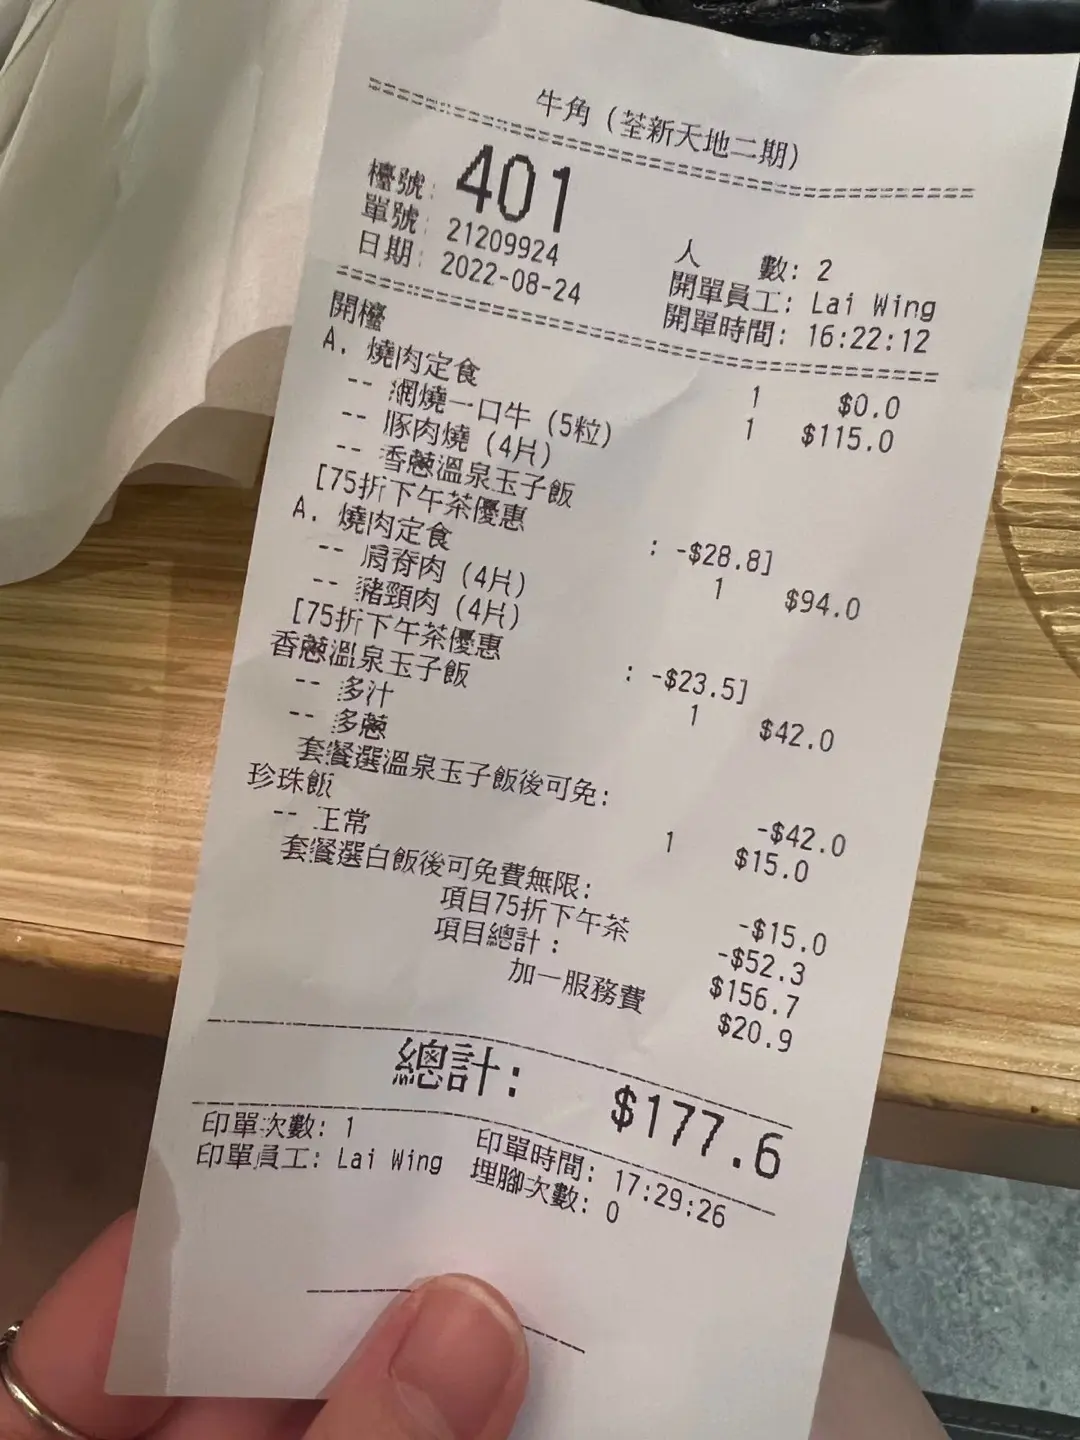 牛角 (荃新天地二期)
檯號: 401
單號: 21209924 人 數: 2
日期: 2022-08-24 開單員工: Lai Wing
開單時間: 16:22:12
開檯 1 $0.0
A. 燒肉定食 1 $115.0
-- 網燒一口牛 (5粒)
-- 豚肉燒 (4片)
-- 香蔥溫泉玉子飯
[75折下午茶優惠 : -$28.8]
A. 燒肉定食 1 $94.0
-- 肩脊肉 (4片)
-- 豬頸肉 (4片)
[75折下午茶優惠 : -$23.5]
香蔥溫泉玉子飯 1 $42.0
-- 多汁
-- 多蔥
套餐選溫泉玉子飯後可免: -$42.0
珍珠飯 1 $15.0
-- 正常
套餐選白飯後可免費無限: -$15.0
項目75折下午茶 -$52.3
項目總計: $156.7
加一服務費 $20.9
總計: $177.6
印單次數: 1 印單時間: 17:29:26
印單員工: Lai Wing 埋腳次數: 0